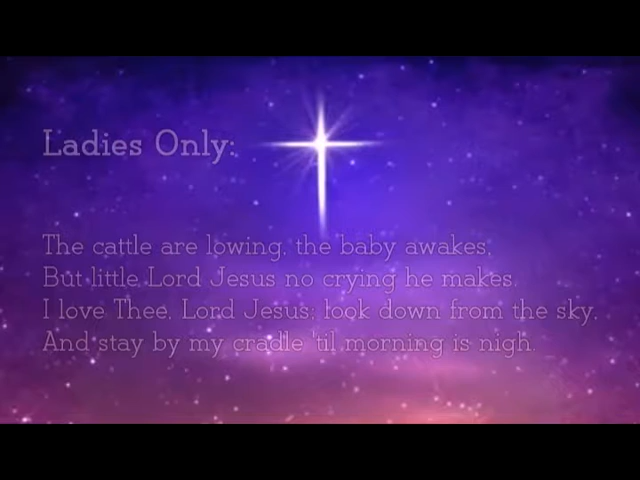 Ladies Only:
The cattle are lowing, the baby awakes,
But little Lord Jesus no crying he makes.
I love Thee, Lord Jesus; look down from the sky,
And stay by my cradle 'til morning is nigh.